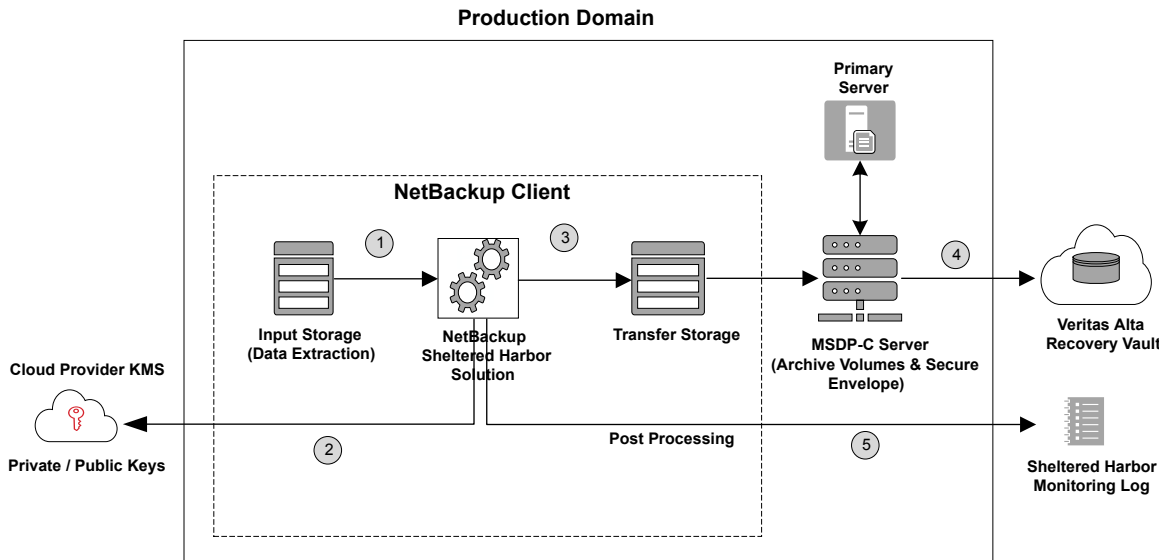 Production Domain
Primary
Server
NetBackup Client
1
3
4
Input Storage
(Data Extraction)
NetBackup
Sheltered Harbor
Solution
Transfer Storage
MSDP-C Server
(Archive Volumes & Secure
Envelope)
Veritas Alta
Recovery Vault
Cloud Provider KMS
Private / Public Keys
2
Post Processing
5
Sheltered Harbor
Monitoring Log